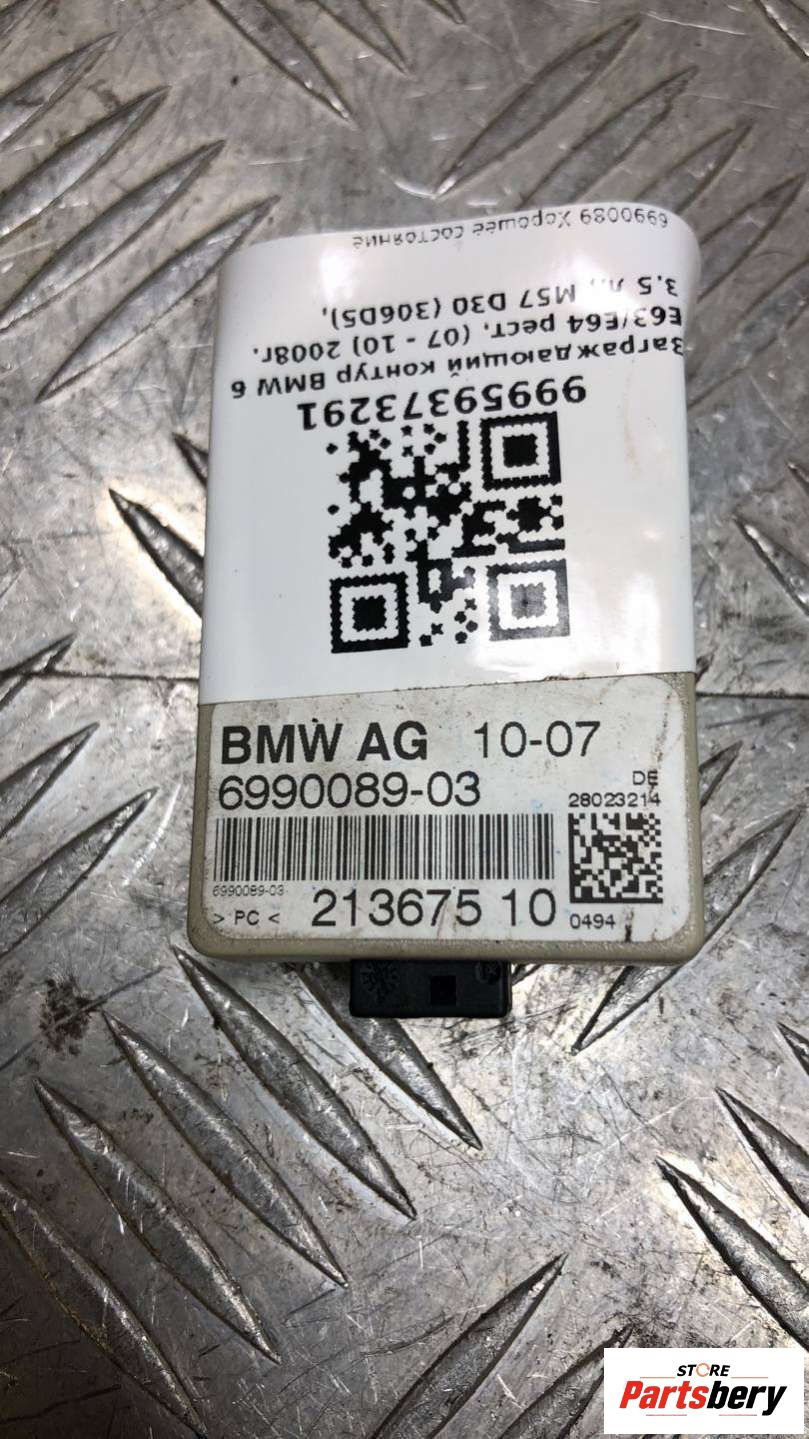 99959373291
Заграждающий контур BMW 6
E63/E64 рест. (07 - 10) 2008г.
3.5 л., M57 D30 (306D5),
6990089 Хорошее состояние
BMW AG 10-07
6990089-03
DE
28023214
6990089-03
> PC < 213675 10
0494
STORE
Partsbery